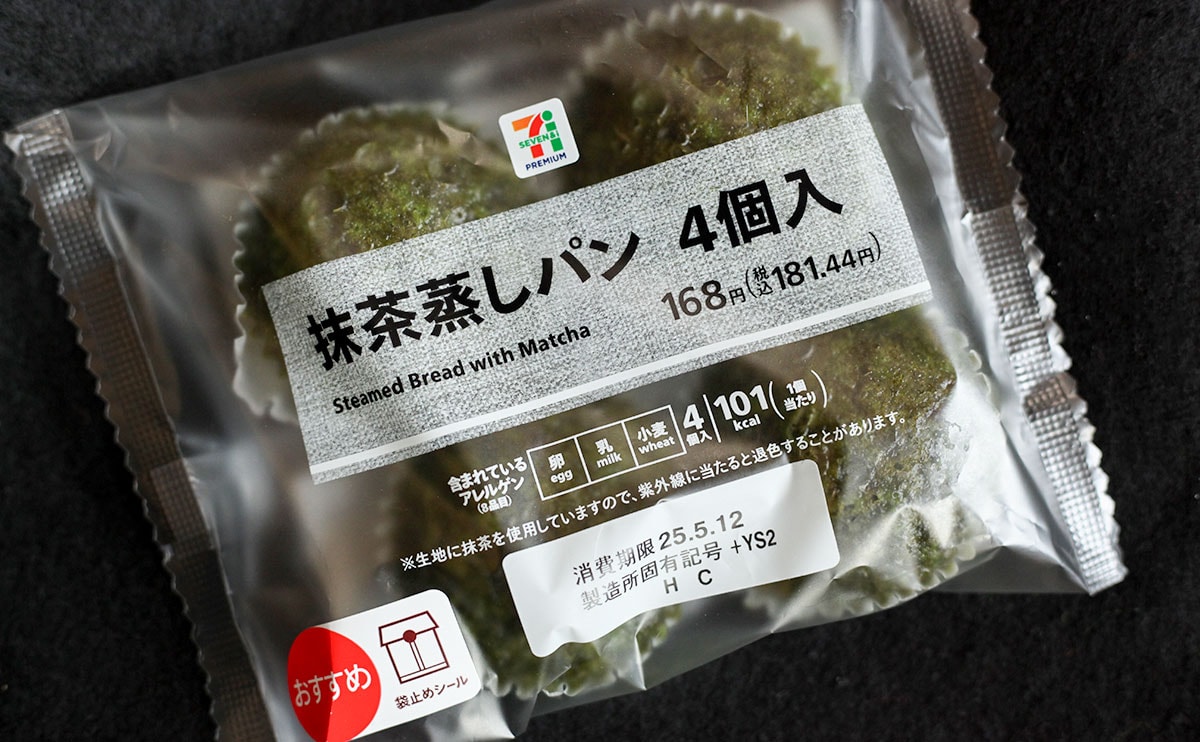 7i
SEVEN&i
PREMIUM
抹茶蒸しパン 4個入
Steamed Bread with Matcha
168円(税込181.44円)
含まれている
アレルゲン
(8品目)
卵
egg
乳
milk
小麦
wheat
4
個入
101
kcal
(1個
当たり)
※生地に抹茶を使用していますので、紫外線に当たると退色することがあります。
消費期限 25.5.12
製造所固有記号 +YS2
H C
おすすめ
袋止めシール